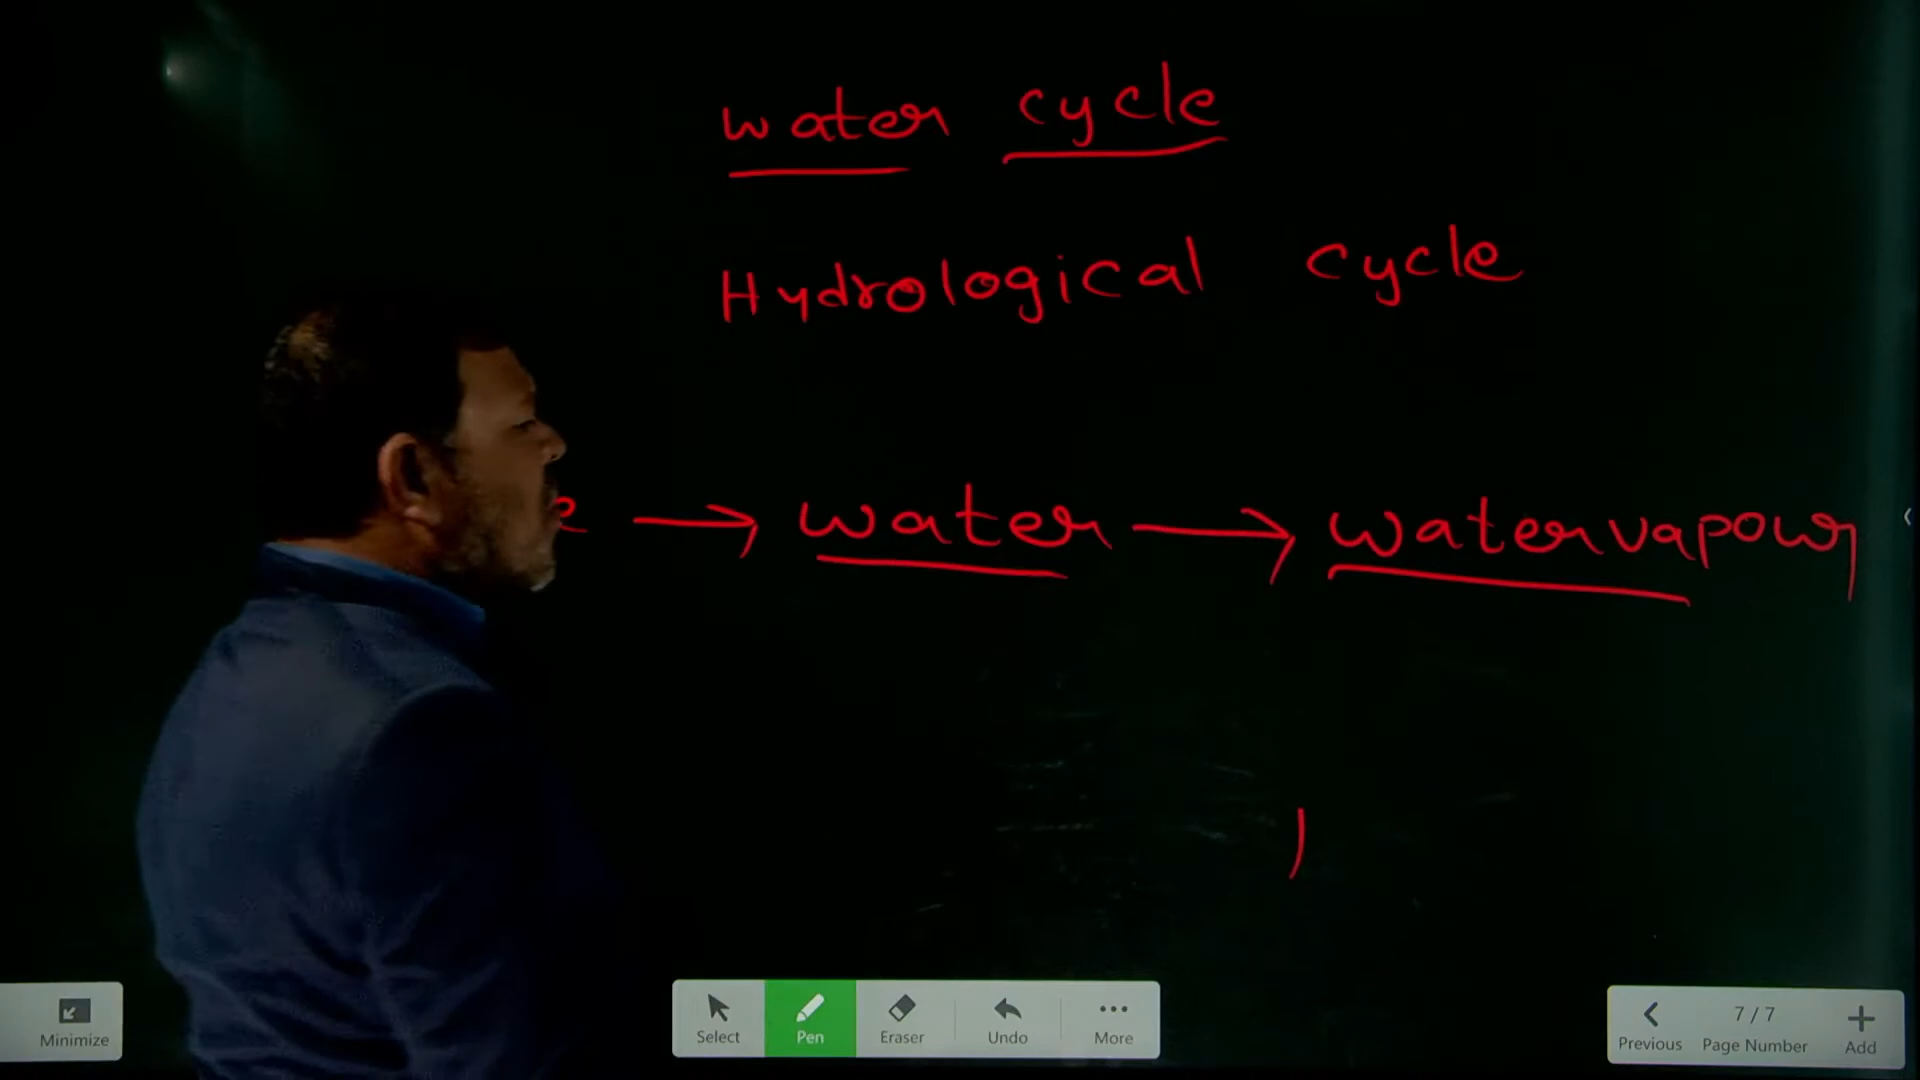 water cycle
Hydrological cycle
→ water → watervapour
Minimize
Select Pen Eraser Undo More
7/7
Previous Page Number Add